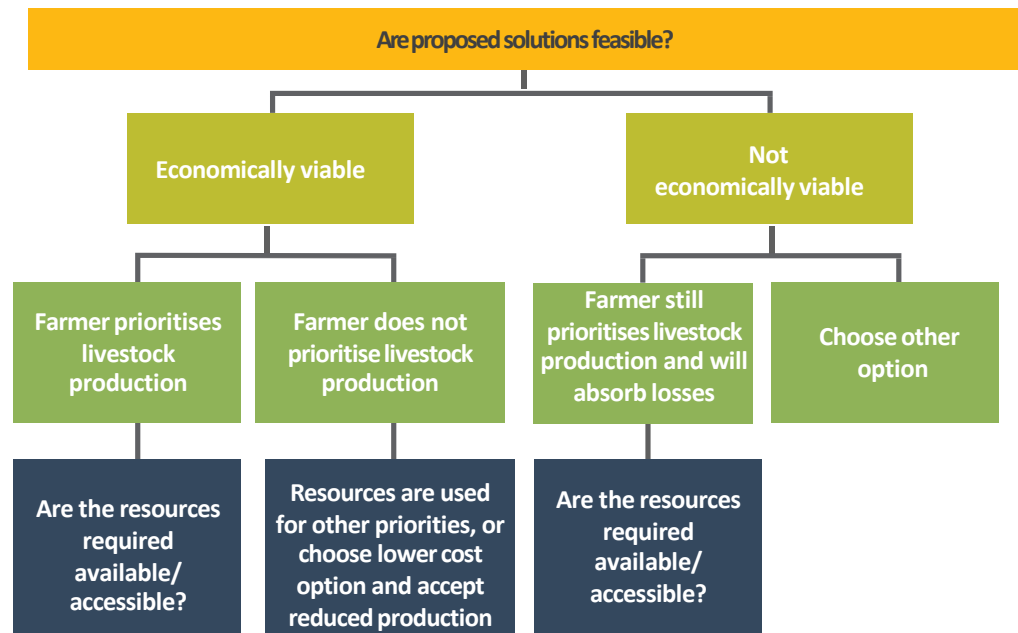 Are proposed solutions feasible?
Economically viable
Not
economically viable
Farmer prioritises
livestock
production
Farmer does not
prioritise livestock
production
Farmer still
prioritises livestock
production and will
absorb losses
Choose other
option
Are the resources
required
available/
accessible?
Resources are used
for other priorities, or
choose lower cost
option and accept
reduced production
Are the resources
required
available/
accessible?